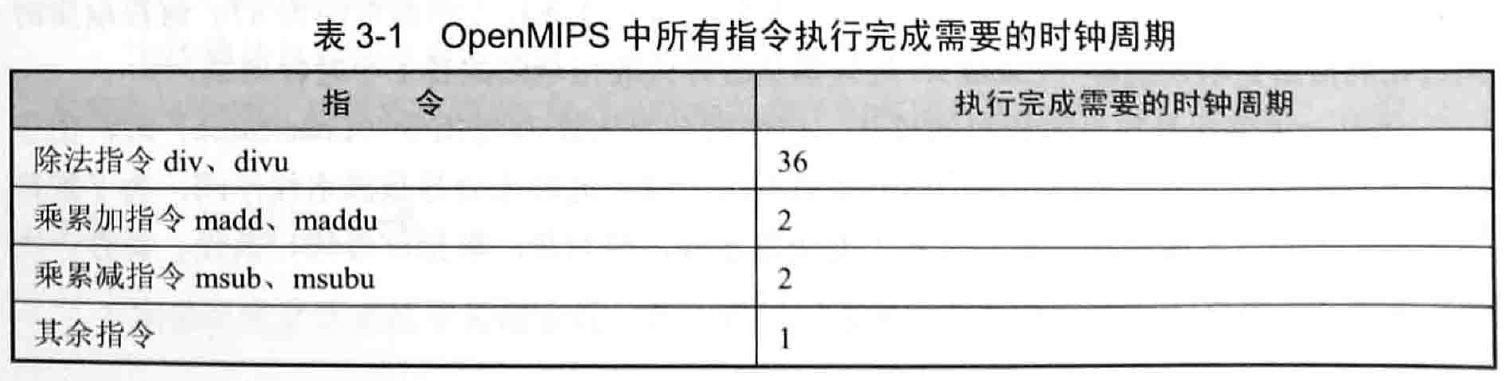 表 3-1 OpenMIPS 中所有指令执行完成需要的时钟周期
指 令 执行完成需要的时钟周期
除法指令 div、divu 36
乘累加指令 madd、maddu 2
乘累减指令 msub、msubu 2
其余指令 1